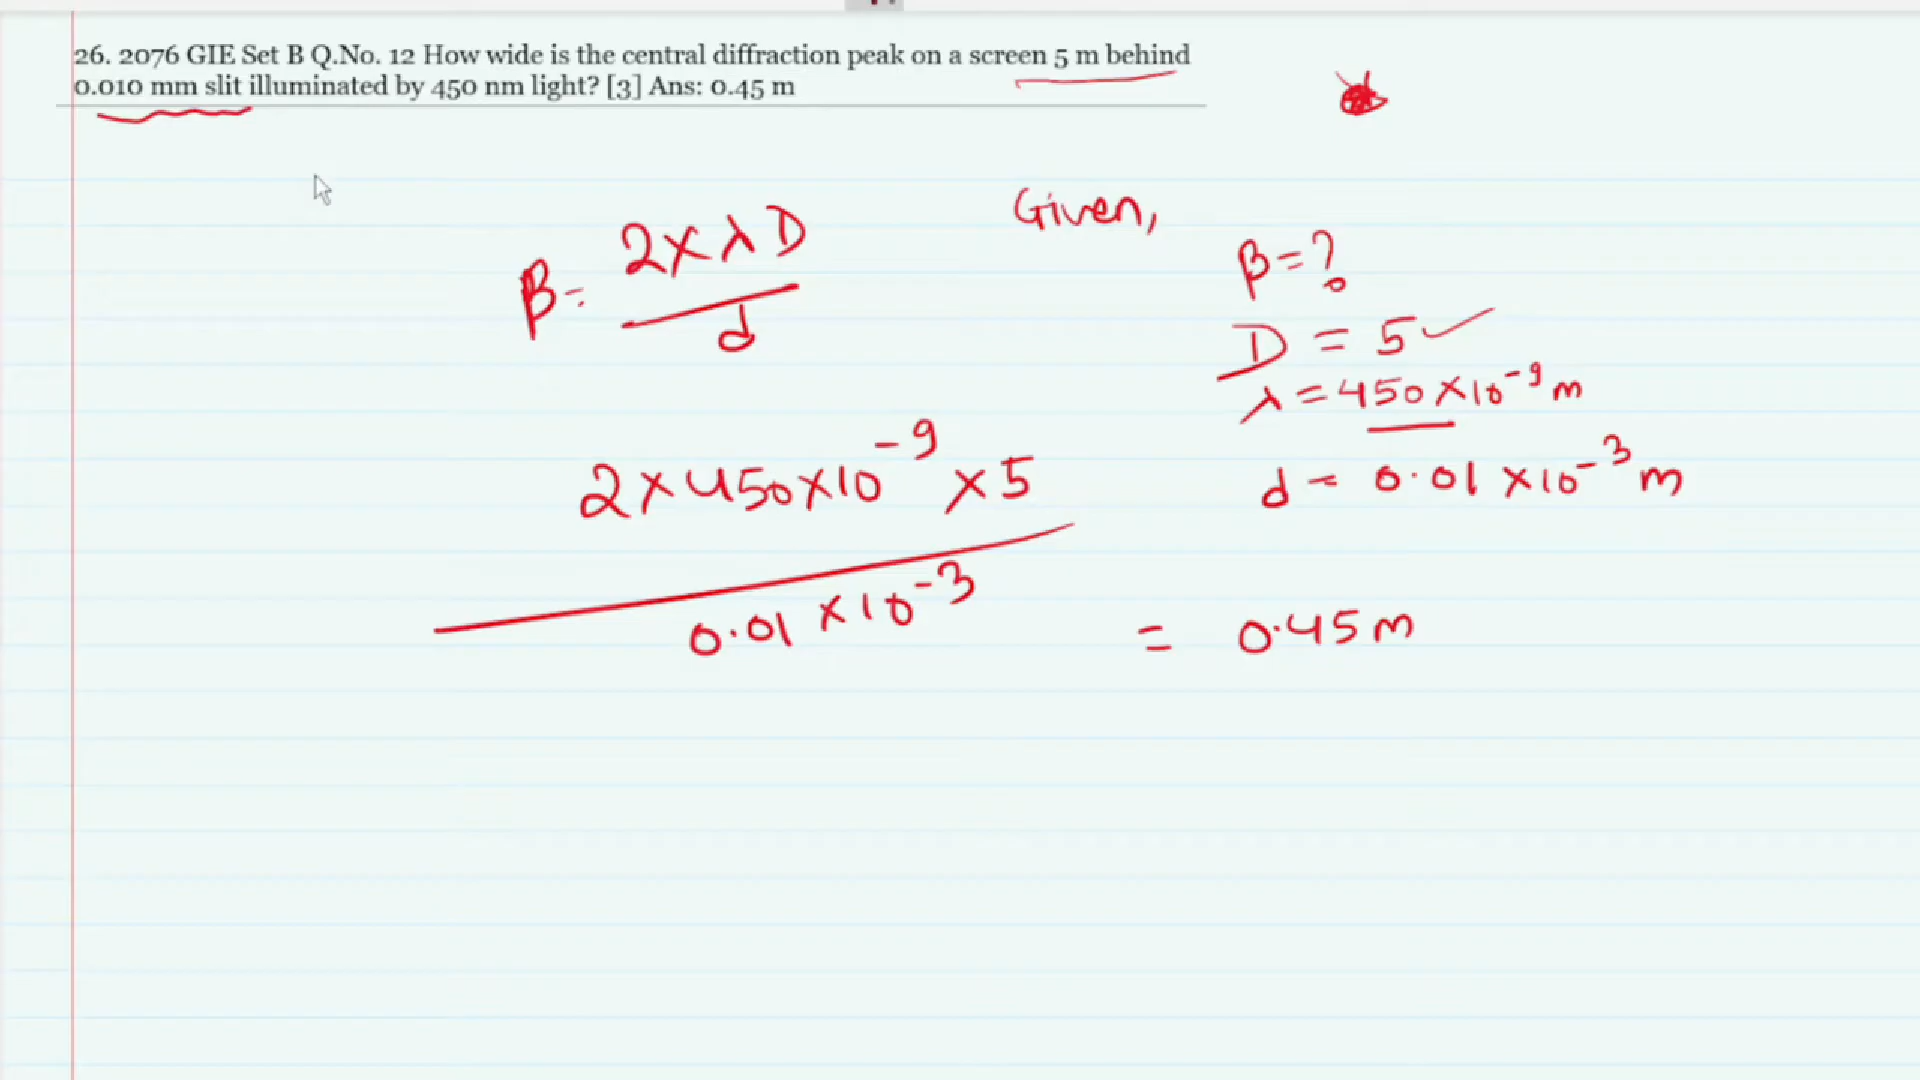 26. 2076 GIE Set B Q.No. 12 How wide is the central diffraction peak on a screen 5 m behind
0.010 mm slit illuminated by 450 nm light? [3] Ans: 0.45 m
Given,
β = 2×λD / d
β = ?
D = 5
λ = 450×10⁻⁹ m
d = 0.01 ×10⁻³ m
2×450×10⁻⁹ ×5 / 0.01 ×10⁻³ = 0.45 m